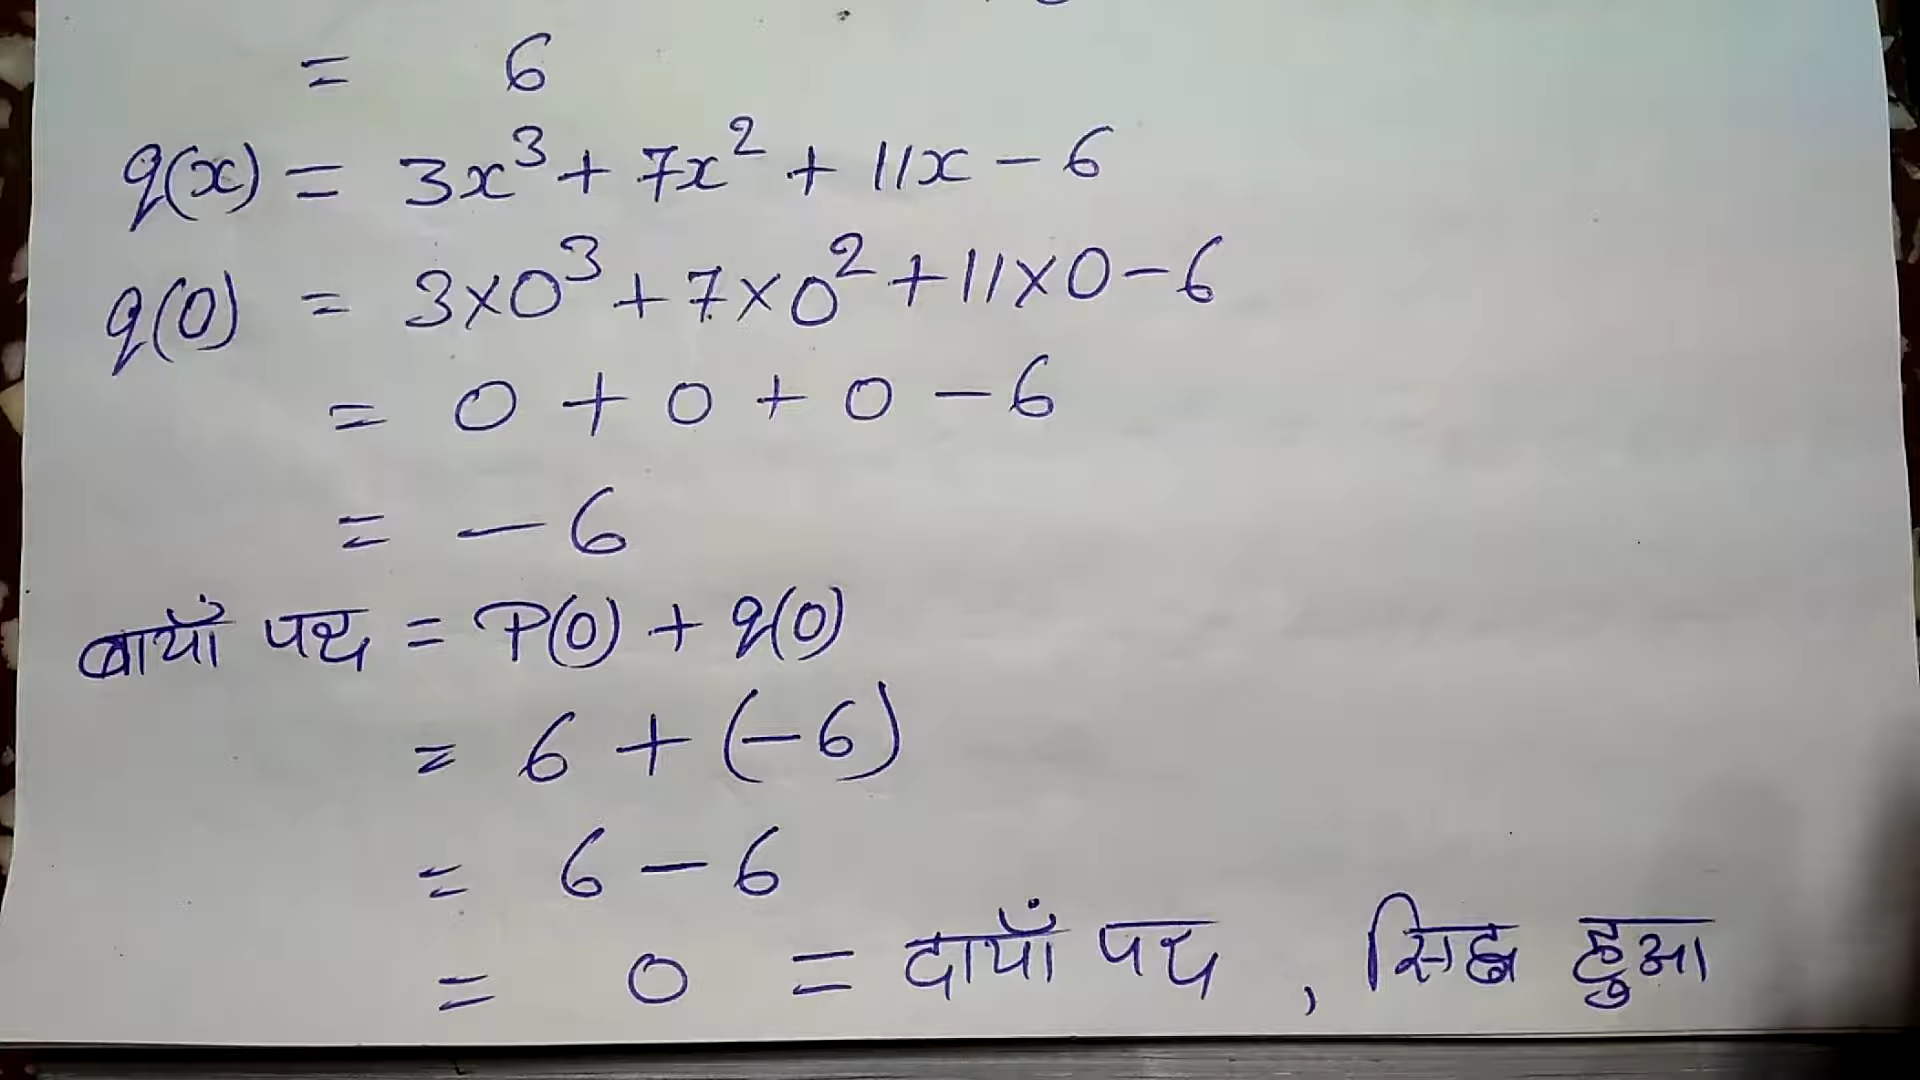 = 6
q(x) = 3x³ + 7x² + 11x - 6
q(0) = 3×0³ + 7×0² + 11×0 - 6
= 0 + 0 + 0 - 6
= - 6
बायाँ पक्ष = P(0) + q(0)
= 6 + (-6)
= 6 - 6
= 0 = दायाँ पक्ष , सिद्ध हुआ